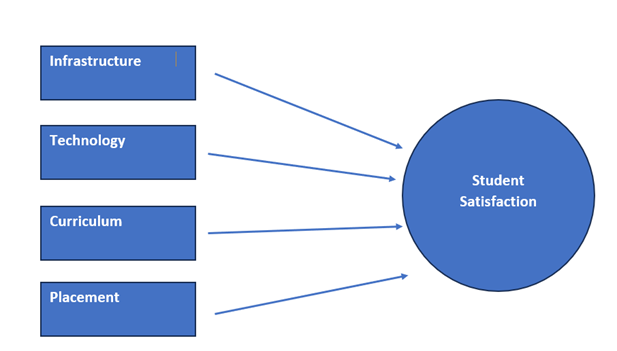 Infrastructure
Technology
Curriculum
Placement
Student
Satisfaction